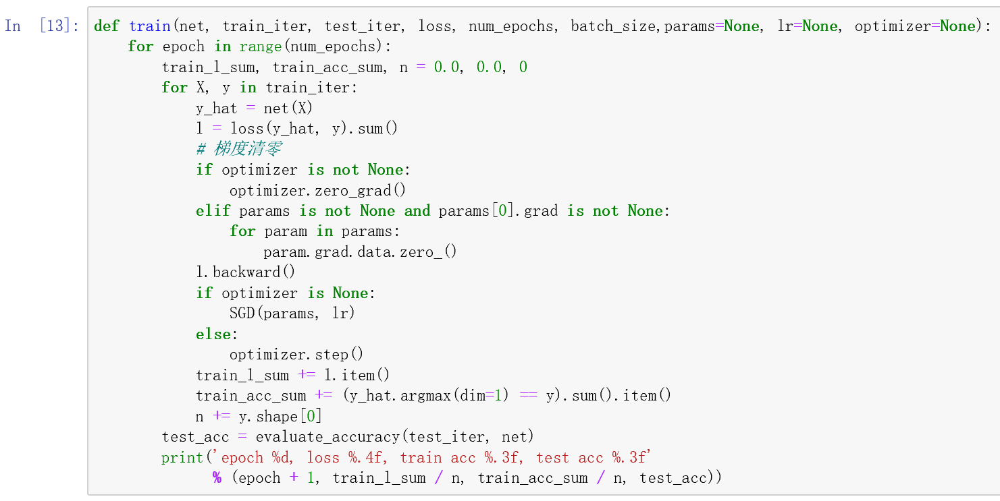 In [13]: def train(net, train_iter, test_iter, loss, num_epochs, batch_size,params=None, lr=None, optimizer=None):
    for epoch in range(num_epochs):
        train_l_sum, train_acc_sum, n = 0.0, 0.0, 0
        for X, y in train_iter:
            y_hat = net(X)
            l = loss(y_hat, y).sum()
            # 梯度清零
            if optimizer is not None:
                optimizer.zero_grad()
            elif params is not None and params[0].grad is not None:
                for param in params:
                    param.grad.data.zero_()
            l.backward()
            if optimizer is None:
                SGD(params, lr)
            else:
                optimizer.step()
            train_l_sum += l.item()
            train_acc_sum += (y_hat.argmax(dim=1) == y).sum().item()
            n += y.shape[0]
        test_acc = evaluate_accuracy(test_iter, net)
        print('epoch %d, loss %.4f, train acc %.3f, test acc %.3f'
              % (epoch + 1, train_l_sum / n, train_acc_sum / n, test_acc))